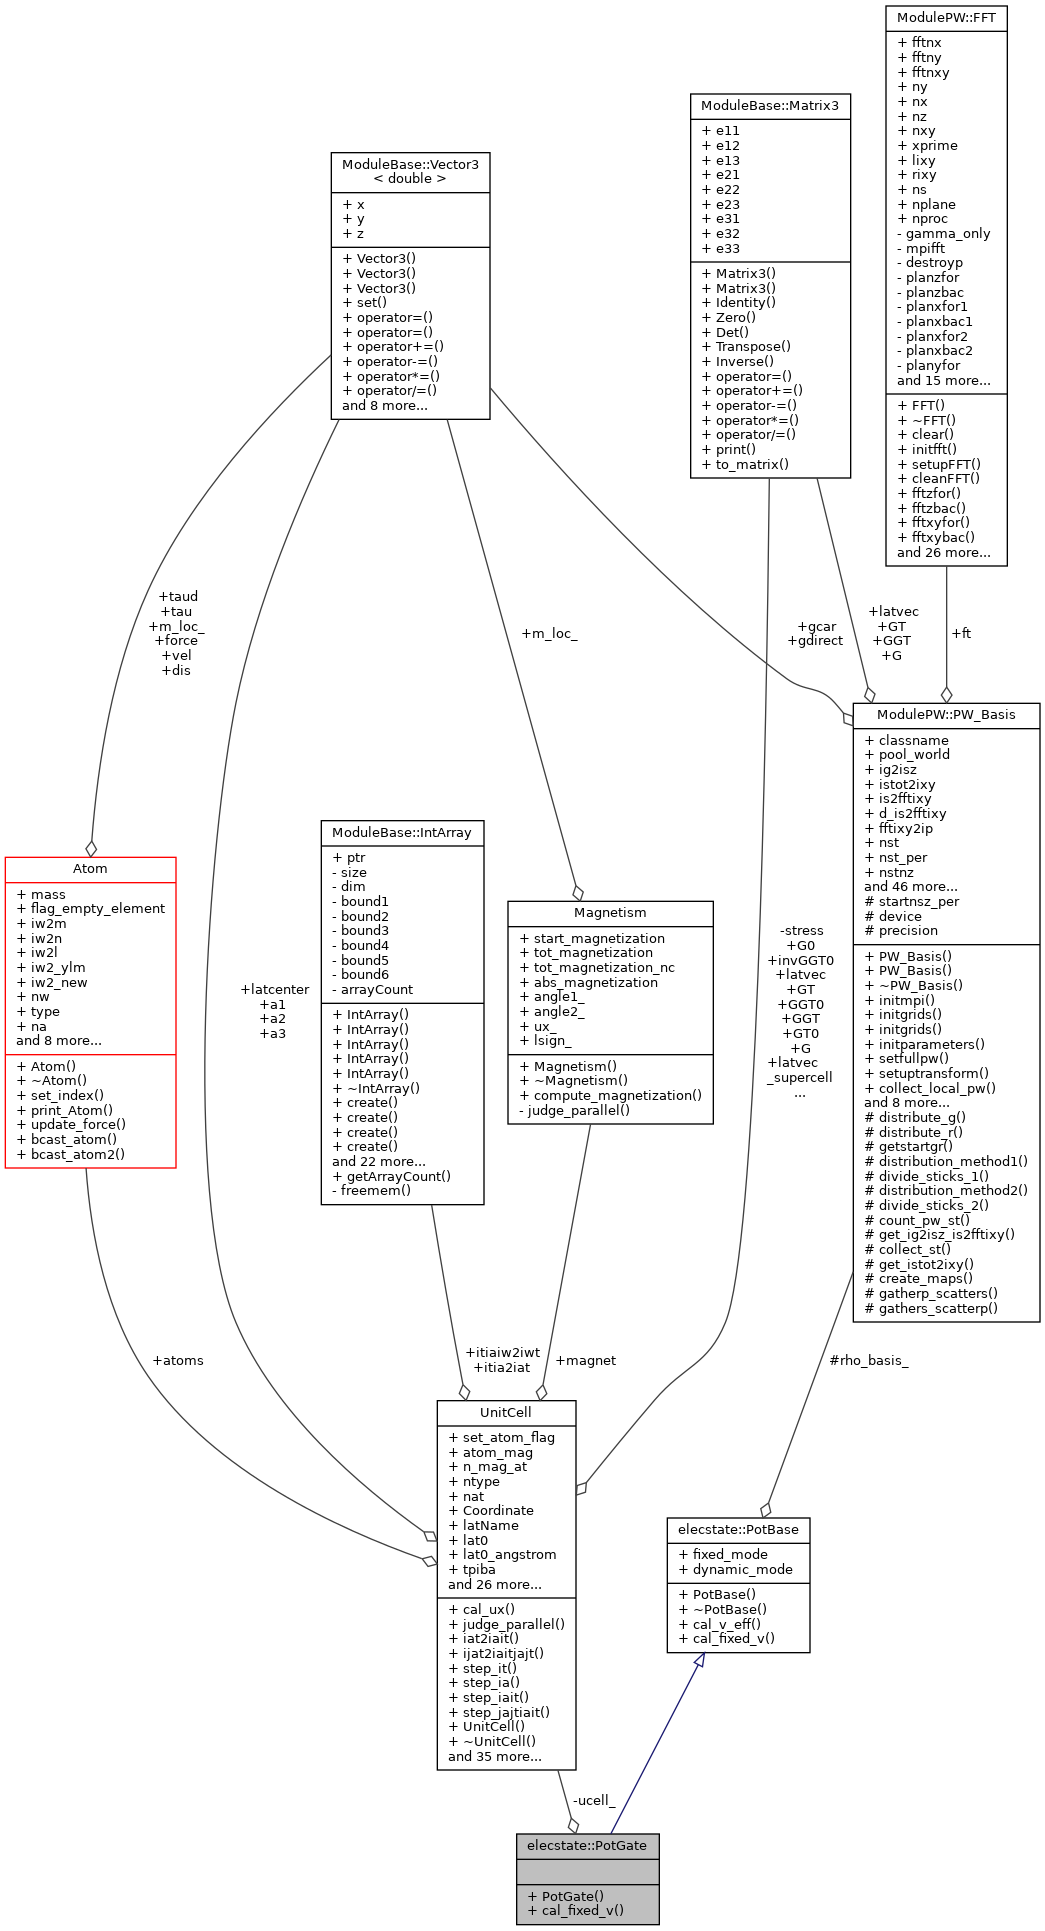 ModulePW::FFT
+ fftnx
+ fftny
+ fftnxy
+ ny
+ nx
+ nz
+ nxy
+ xprime
+ lixy
+ rixy
+ ns
+ nplane
+ nproc
- gamma_only
- mpifft
- destroyp
- planzfor
- planzbac
- planxfor1
- planxbac1
- planxfor2
- planxbac2
- planyfor
and 15 more...
+ FFT()
+ ~FFT()
+ clear()
+ initfft()
+ setupFFT()
+ cleanFFT()
+ fftzfor()
+ fftzbac()
+ fftxyfor()
+ fftxybac()
and 26 more...
ModuleBase::Matrix3
+ e11
+ e12
+ e13
+ e21
+ e22
+ e23
+ e31
+ e32
+ e33
+ Matrix3()
+ Matrix3()
+ Identity()
+ Zero()
+ Det()
+ Transpose()
+ Inverse()
+ operator=()
+ operator+=()
+ operator-=()
+ operator*=()
+ operator/=()
+ print()
+ to_matrix()
ModuleBase::Vector3
< double >
+ x
+ y
+ z
+ Vector3()
+ Vector3()
+ Vector3()
+ set()
+ operator=()
+ operator=()
+ operator+=()
+ operator-=()
+ operator*=()
+ operator/=()
and 8 more...
+taud
+tau
+m_loc_
+force
+vel
+dis
+m_loc_
+gcar
+gdirect
+latvec
+GT
+GGT
+G
+ft
ModulePW::PW_Basis
+ classname
+ pool_world
+ ig2isz
+ istot2ixy
+ is2fftixy
+ d_is2fftixy
+ fftixy2ip
+ nst
+ nst_per
+ nstnz
and 46 more...
# startnsz_per
# device
# precision
+ PW_Basis()
+ PW_Basis()
+ ~PW_Basis()
+ initmpi()
+ initgrids()
+ initgrids()
+ initparameters()
+ setfullpw()
+ setuptransform()
+ collect_local_pw()
and 8 more...
# distribute_g()
# distribute_r()
# getstartgr()
# distribution_method1()
# divide_sticks_1()
# distribution_method2()
# divide_sticks_2()
# count_pw_st()
# get_ig2isz_is2fftixy()
# collect_st()
# get_istot2ixy()
# create_maps()
# gatherp_scatters()
# gathers_scatterp()
Atom
+ mass
+ flag_empty_element
+ iw2m
+ iw2n
+ iw2l
+ iw2_ylm
+ iw2_new
+ nw
+ type
+ na
and 8 more...
+ Atom()
+ ~Atom()
+ set_index()
+ print_Atom()
+ update_force()
+ bcast_atom()
+ bcast_atom2()
+latcenter
+a1
+a2
+a3
ModuleBase::IntArray
+ ptr
- size
- dim
- bound1
- bound2
- bound3
- bound4
- bound5
- bound6
- arrayCount
+ IntArray()
+ IntArray()
+ IntArray()
+ IntArray()
+ IntArray()
+ ~IntArray()
+ create()
+ create()
+ create()
+ create()
and 22 more...
+ getArrayCount()
- freemem()
Magnetism
+ start_magnetization
+ tot_magnetization
+ tot_magnetization_nc
+ abs_magnetization
+ angle1_
+ angle2_
+ ux_
+ lsign_
+ Magnetism()
+ ~Magnetism()
+ compute_magnetization()
- judge_parallel()
-stress
+G0
+invGGT0
+latvec
+GT
+GGT0
+GGT
+GT0
+G
+latvec
_supercell
...
+atoms
+itiaiw2iwt
+itia2iat
+magnet
#rho_basis_
UnitCell
+ set_atom_flag
+ atom_mag
+ n_mag_at
+ ntype
+ nat
+ Coordinate
+ latName
+ lat0
+ lat0_angstrom
+ tpiba
and 26 more...
+ cal_ux()
+ judge_parallel()
+ iat2iait()
+ ijat2iaitjajt()
+ step_it()
+ step_ia()
+ step_iait()
+ step_jajtiait()
+ UnitCell()
+ ~UnitCell()
and 35 more...
elecstate::PotBase
+ fixed_mode
+ dynamic_mode
+ PotBase()
+ ~PotBase()
+ cal_v_eff()
+ cal_fixed_v()
-ucell_
elecstate::PotGate
+ PotGate()
+ cal_fixed_v()